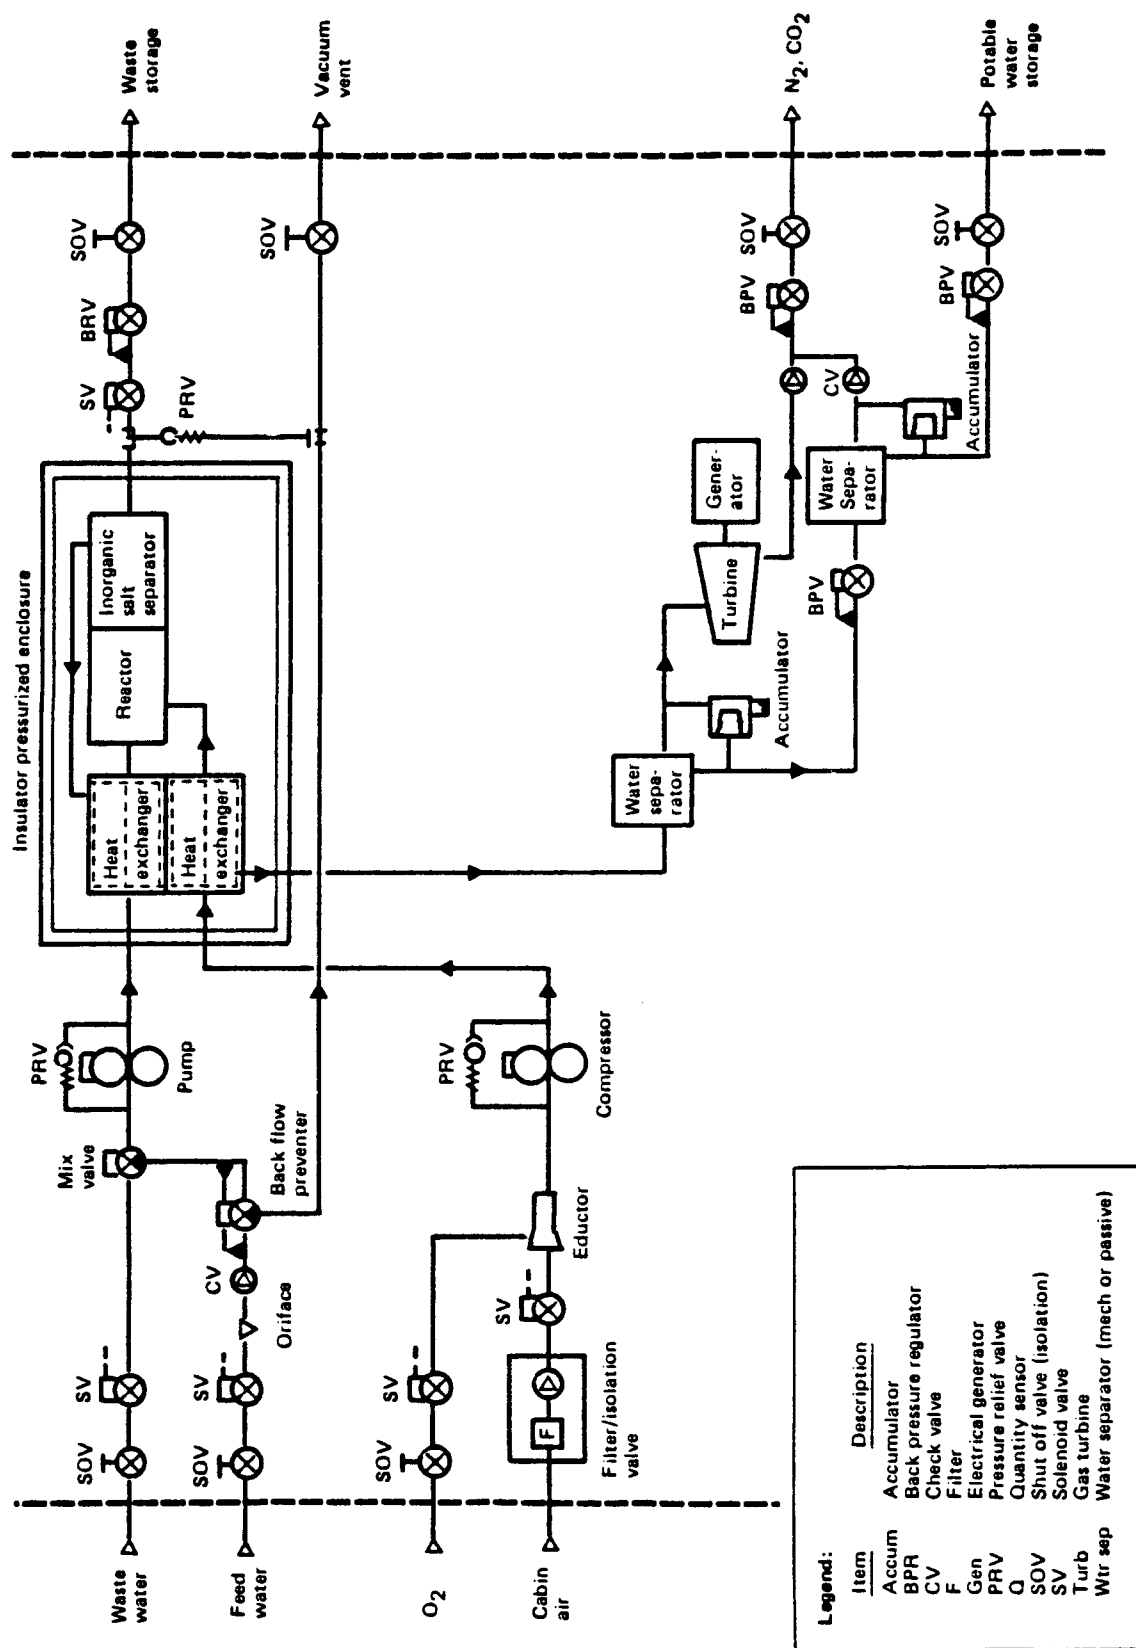 Insulator pressurized enclosure
Waste
water
SOV
SV
Mix
valve
PRV
Pump
Heat
exchanger
Heat
exchanger
Reactor
Inorganic
salt
separator
SV
PRV
BRV
SOV
Waste
storage
SOV
Vacuum
vent
Feed
water
SOV
SV
Oriface
CV
Back flow
preventer
O2
SOV
SV
Cabin
air
F
Filter/isolation
valve
SV
Eductor
PRV
Compressor
Water
sepa-
rator
Accumulator
Turbine
Gener-
ator
BPV
SOV
N2, CO2
BPV
Water
Sepa-
rator
CV
Accumulator
BPV
SOV
Potable
water
storage
Legend:
Item Description
Accum Accumulator
BPR Back pressure regulator
CV Check valve
F Filter
Gen Electrical generator
PRV Pressure relief valve
Q Quantity sensor
SOV Shut off valve (isolation)
SV Solenoid valve
Turb Gas turbine
Wtr sep Water separator (mech or passive)